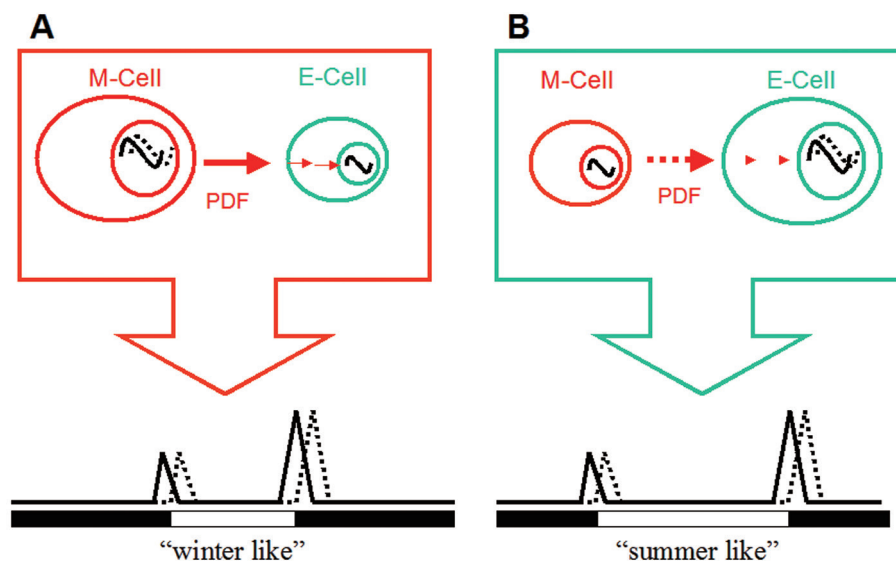 A
M-Cell
E-Cell
PDF
“winter like”
B
M-Cell
E-Cell
PDF
“summer like”